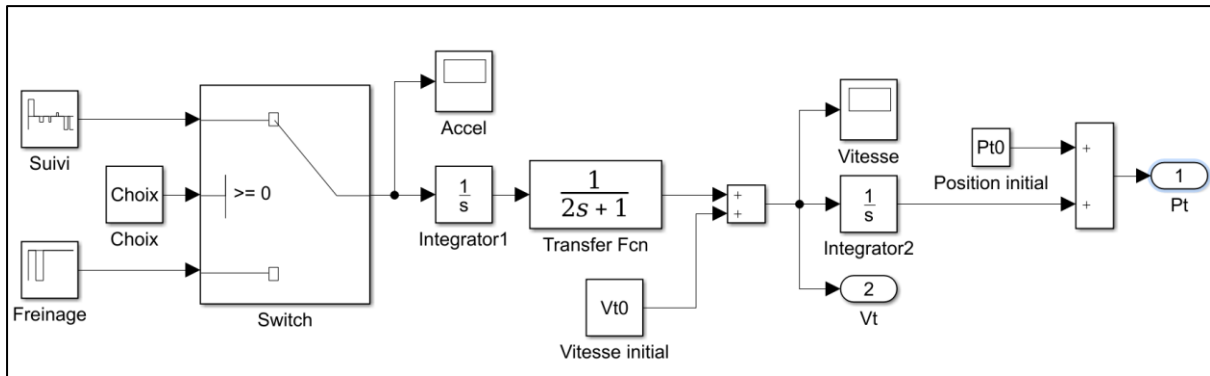 Suivi
Choix
Choix
Freinage
>= 0
Switch
Accel
1
s
Integrator1
1
2s + 1
Transfer Fcn
+
+
Vt0
Vitesse initial
Vitesse
1
s
Integrator2
2
Vt
Pt0
Position initial
+
+
1
Pt